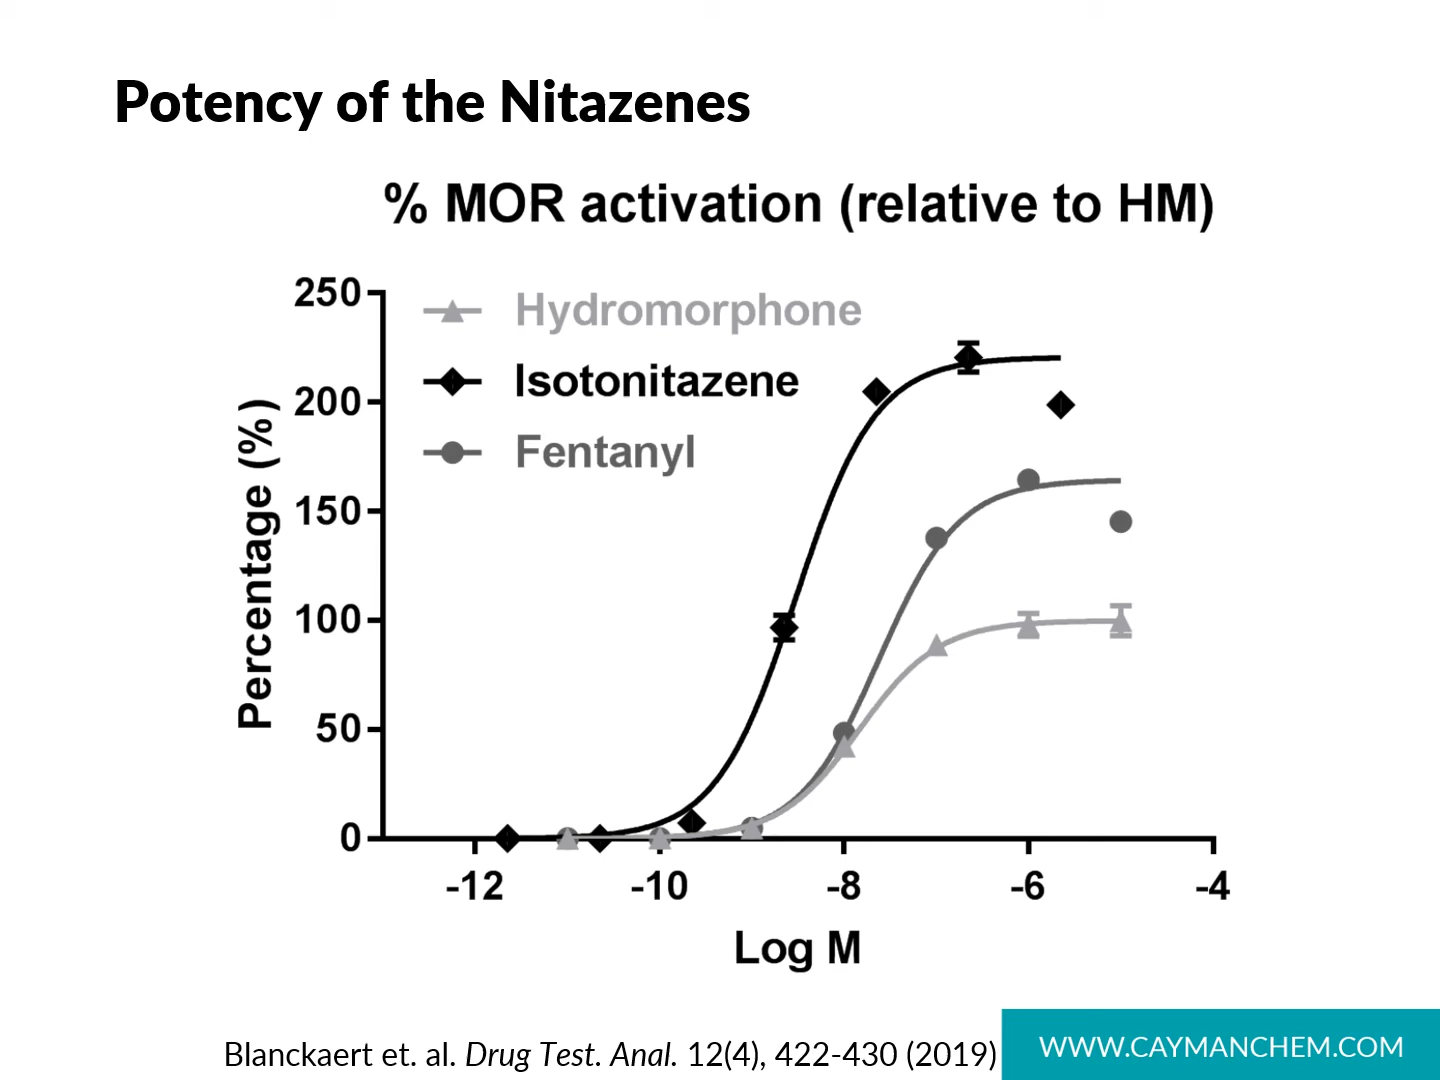 Potency of the Nitazenes
% MOR activation (relative to HM)
250
200
150
100
50
0
Percentage (%)
Hydromorphone
Isotonitazene
Fentanyl
-12 -10 -8 -6 -4
Log M
Blanckaert et. al. Drug Test. Anal. 12(4), 422-430 (2019)
WWW.CAYMANCHEM.COM